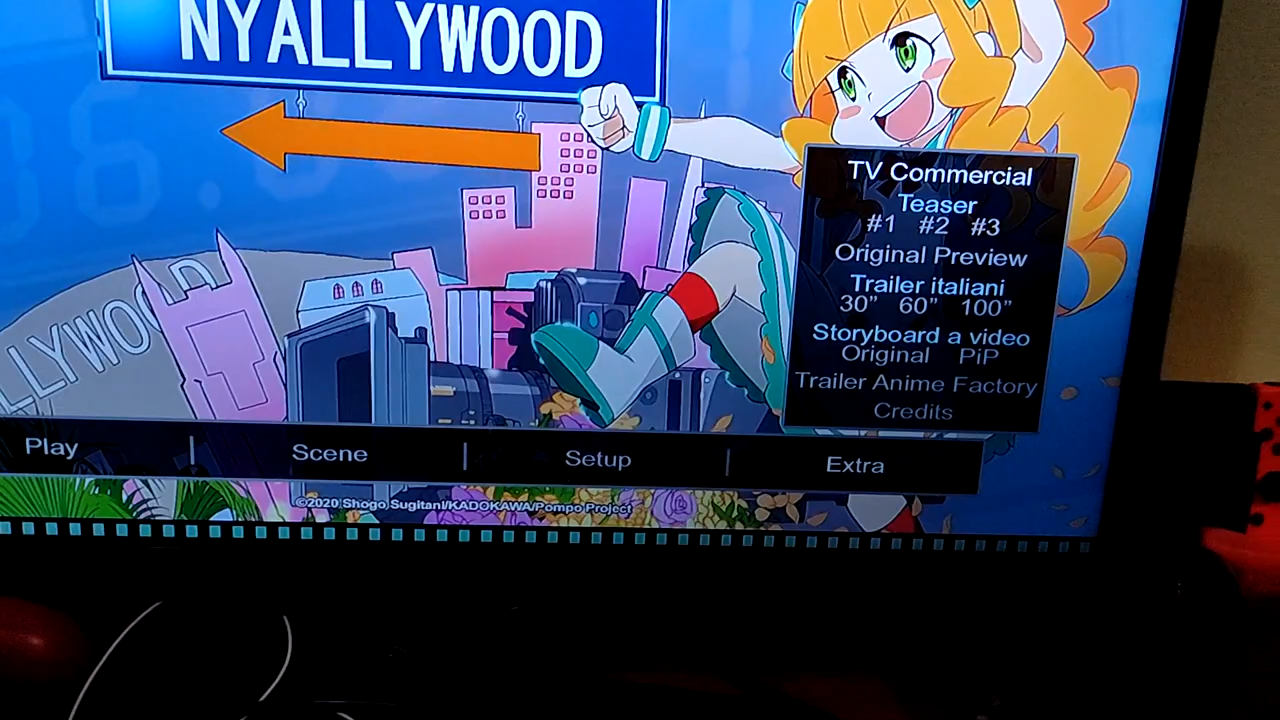 NYALLYWOOD
LLYWOOD
TV Commercial
Teaser
#1 #2 #3
Original Preview
Trailer italiani
30” 60” 100”
Storyboard a video
Original PiP
Trailer Anime Factory
Credits
Play | Scene | Setup | Extra
©2020 Shogo Sugitani/KADOKAWA/Pompo Project